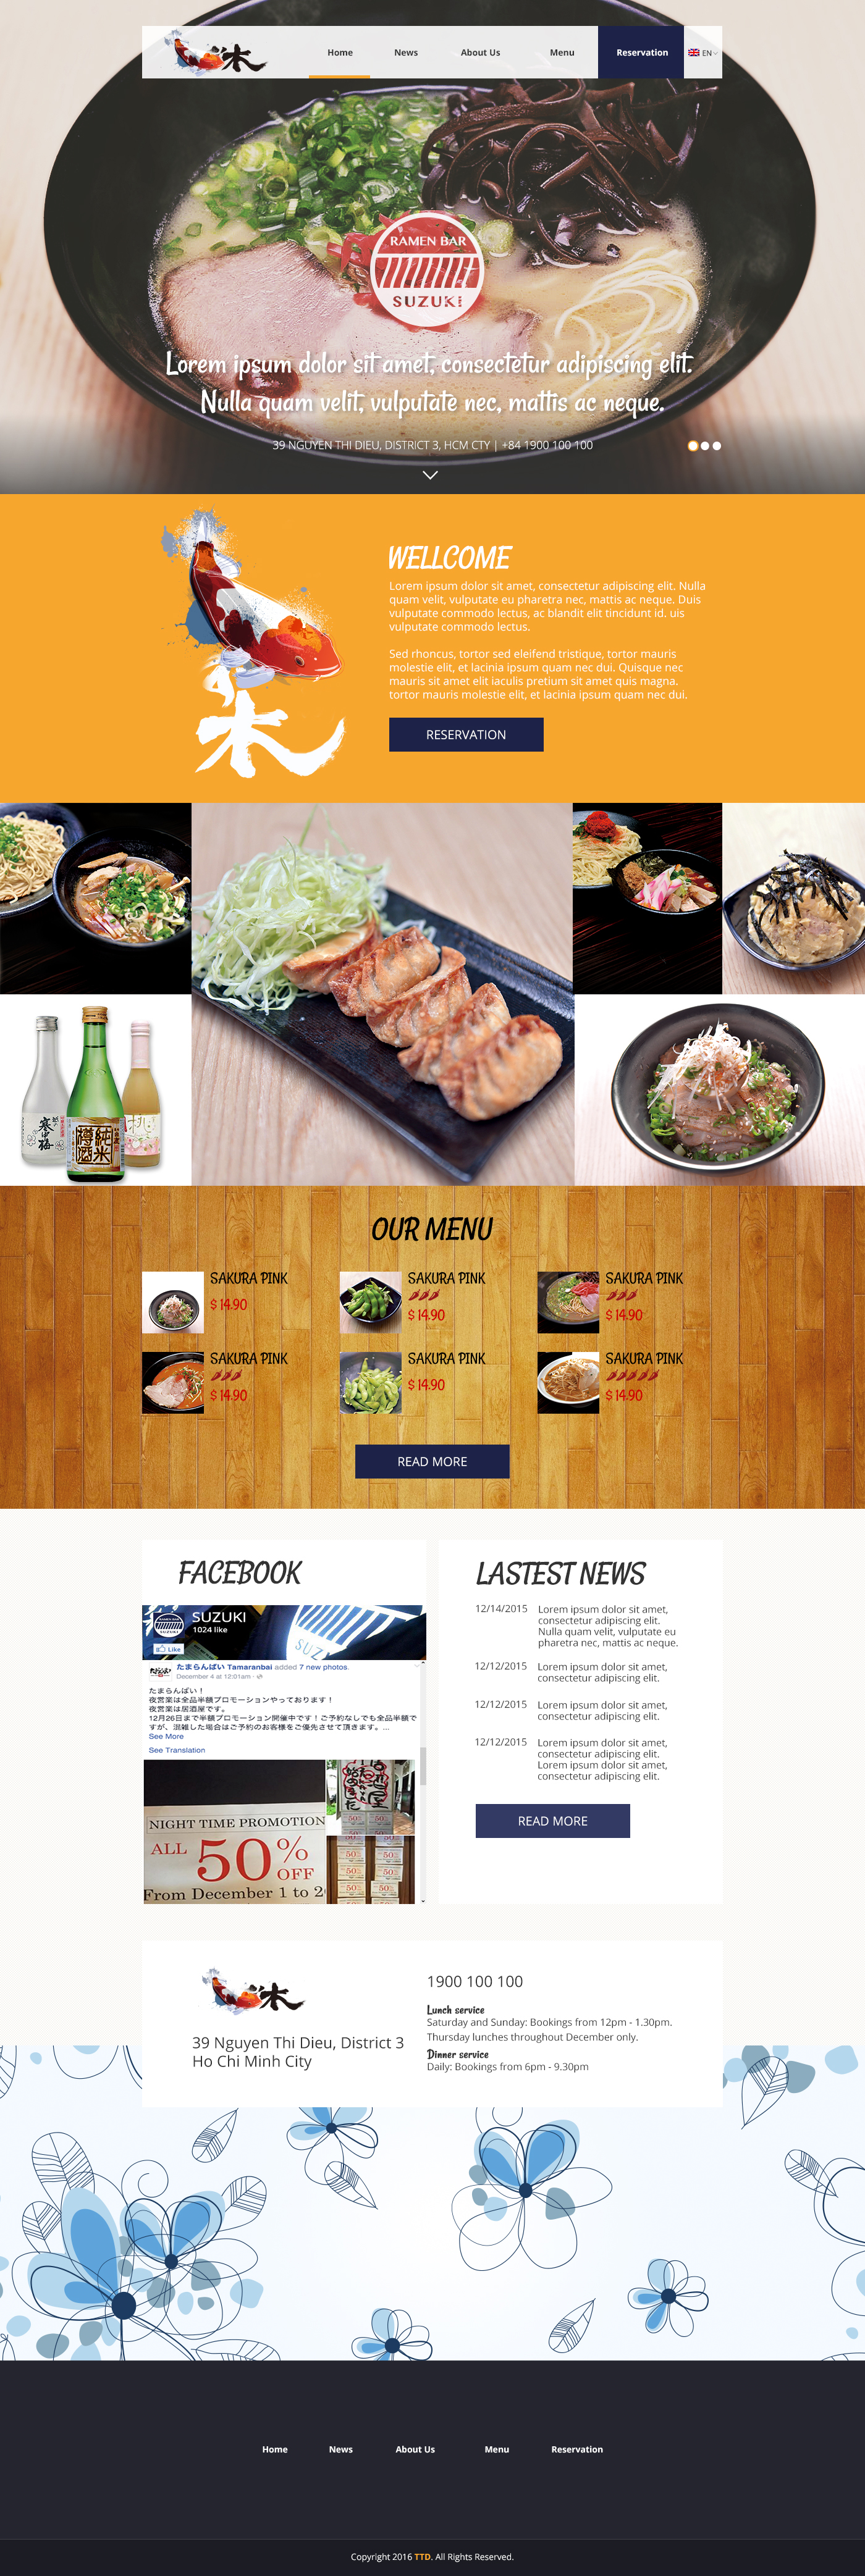 Home
News
About Us
Menu
Reservation
EN
RAMEN BAR
SUZUKI
Lorem ipsum dolor sit amet, consectetur adipiscing elit.
Nulla quam velit, vulputate nec, mattis ac neque.
39 NGUYEN THI DIEU, DISTRICT 3, HCM CTY | +84 1900 100 100
WELLCOME
Lorem ipsum dolor sit amet, consectetur adipiscing elit. Nulla
quam velit, vulputate eu pharetra nec, mattis ac neque. Duis
vulputate commodo lectus, ac blandit elit tincidunt id. uis
vulputate commodo lectus.
Sed rhoncus, tortor sed eleifend tristique, tortor mauris
molestie elit, et lacinia ipsum quam nec dui. Quisque nec
mauris sit amet elit iaculis pretium sit amet quis magna.
tortor mauris molestie elit, et lacinia ipsum quam nec dui.
RESERVATION
寒中梅
純米
樽酒
OUR MENU
SAKURA PINK
$ 14.90
SAKURA PINK
$ 14.90
SAKURA PINK
$ 14.90
SAKURA PINK
$ 14.90
SAKURA PINK
$ 14.90
SAKURA PINK
$ 14.90
READ MORE
FACEBOOK
SUZUKI
SUZUKI
1024 like
Like
たまらんばい Tamaranbai added 7 new photos.
December 4 at 12:01am
たまらんばい！
夜営業は全品半額プロモーションやっております！
夜営業は居酒屋です。
12月26日まで半額プロモーション開催中です！ご予約なしでも全品半額で
すが、混雑した場合はご予約のお客様をご優先させて頂きます。...
See More
See Translation
NIGHT TIME PROMOTION
ALL 50%
OFF
From December 1 to 2
LASTEST NEWS
12/14/2015 Lorem ipsum dolor sit amet,
consectetur adipiscing elit.
Nulla quam velit, vulputate eu
pharetra nec, mattis ac neque.
12/12/2015 Lorem ipsum dolor sit amet,
consectetur adipiscing elit.
12/12/2015 Lorem ipsum dolor sit amet,
consectetur adipiscing elit.
12/12/2015 Lorem ipsum dolor sit amet,
consectetur adipiscing elit.
Lorem ipsum dolor sit amet,
consectetur adipiscing elit.
READ MORE
39 Nguyen Thi Dieu, District 3
Ho Chi Minh City
1900 100 100
Lunch service
Saturday and Sunday: Bookings from 12pm - 1.30pm.
Thursday lunches throughout December only.
Dinner service
Daily: Bookings from 6pm - 9.30pm
Home
News
About Us
Menu
Reservation
Copyright 2016 TTD. All Rights Reserved.